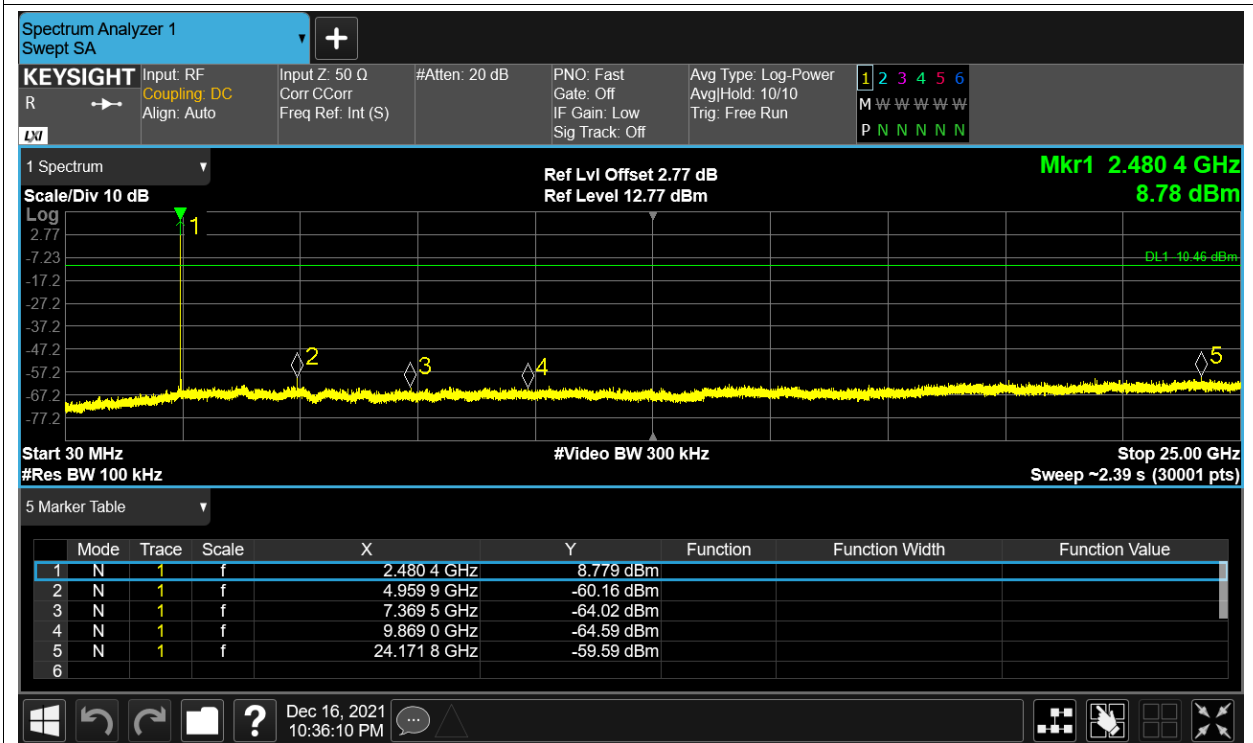 Spectrum Analyzer 1
Swept SA
KEYSIGHT Input: RF Input Z: 50 Ω #Atten: 20 dB PNO: Fast Avg Type: Log-Power 1 2 3 4 5 6
R Coupling: DC Corr CCorr Gate: Off Avg|Hold: 10/10 M W W W W W
Align: Auto Freq Ref: Int (S) IF Gain: Low Trig: Free Run
LXI Sig Track: Off P N N N N N
1 Spectrum Ref Lvl Offset 2.77 dB Mkr1 2.480 4 GHz
Scale/Div 10 dB Ref Level 12.77 dBm 8.78 dBm
Log
1
2.77
-7.23 DL1 -10.46 dBm
-17.2
-27.2
-37.2
-47.2
2 3 4 5
-57.2
-67.2
-77.2
Start 30 MHz #Video BW 300 kHz Stop 25.00 GHz
#Res BW 100 kHz Sweep ~2.39 s (30001 pts)
5 Marker Table
Mode Trace Scale X Y Function Function Width Function Value
1 N 1 f 2.480 4 GHz 8.779 dBm
2 N 1 f 4.959 9 GHz -60.16 dBm
3 N 1 f 7.369 5 GHz -64.02 dBm
4 N 1 f 9.869 0 GHz -64.59 dBm
5 N 1 f 24.171 8 GHz -59.59 dBm
6
? Dec 16, 2021
10:36:10 PM